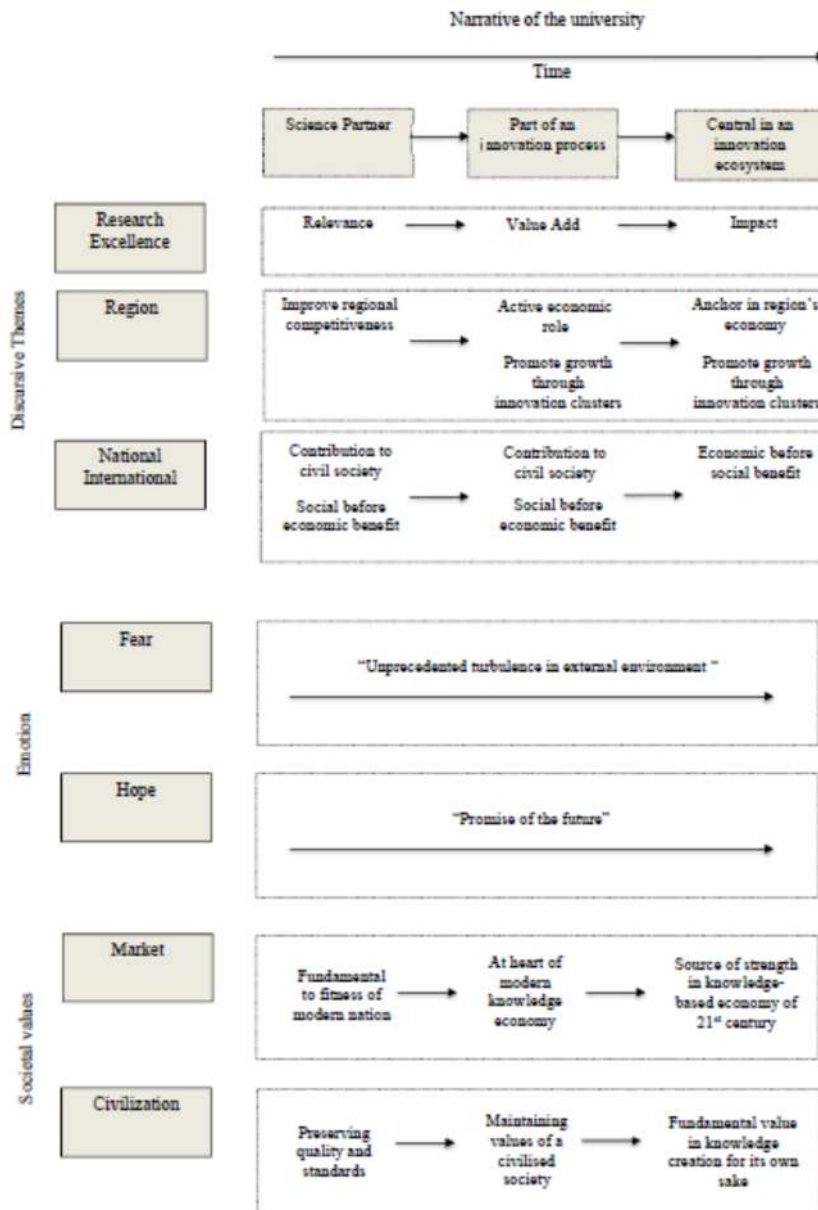 Narrative of the university
Time
Science Partner
Part of an
innovation process
Central in an
innovation
ecosystem
Discursive Themes
Research
Excellence
Relevance
Value Add
Impact
Region
Improve regional
competitiveness
Active economic
role
Promote growth
through
innovation clusters
Anchor in region's
economy
Promote growth
through
innovation clusters
National
International
Contribution to
civil society
Social before
economic benefit
Contribution to
civil society
Social before
economic benefit
Economic before
social benefit
Emotion
Fear
"Unprecedented turbulence in external environment "
Hope
"Promise of the future"
Societal values
Market
Fundamental
to fitness of
modern nation
At heart of
modern
knowledge
economy
Source of strength
in knowledge-
based economy of
21st century
Civilization
Preserving
quality and
standards
Maintaining
values of a
civilised
society
Fundamental value
in knowledge
creation for its own
sake